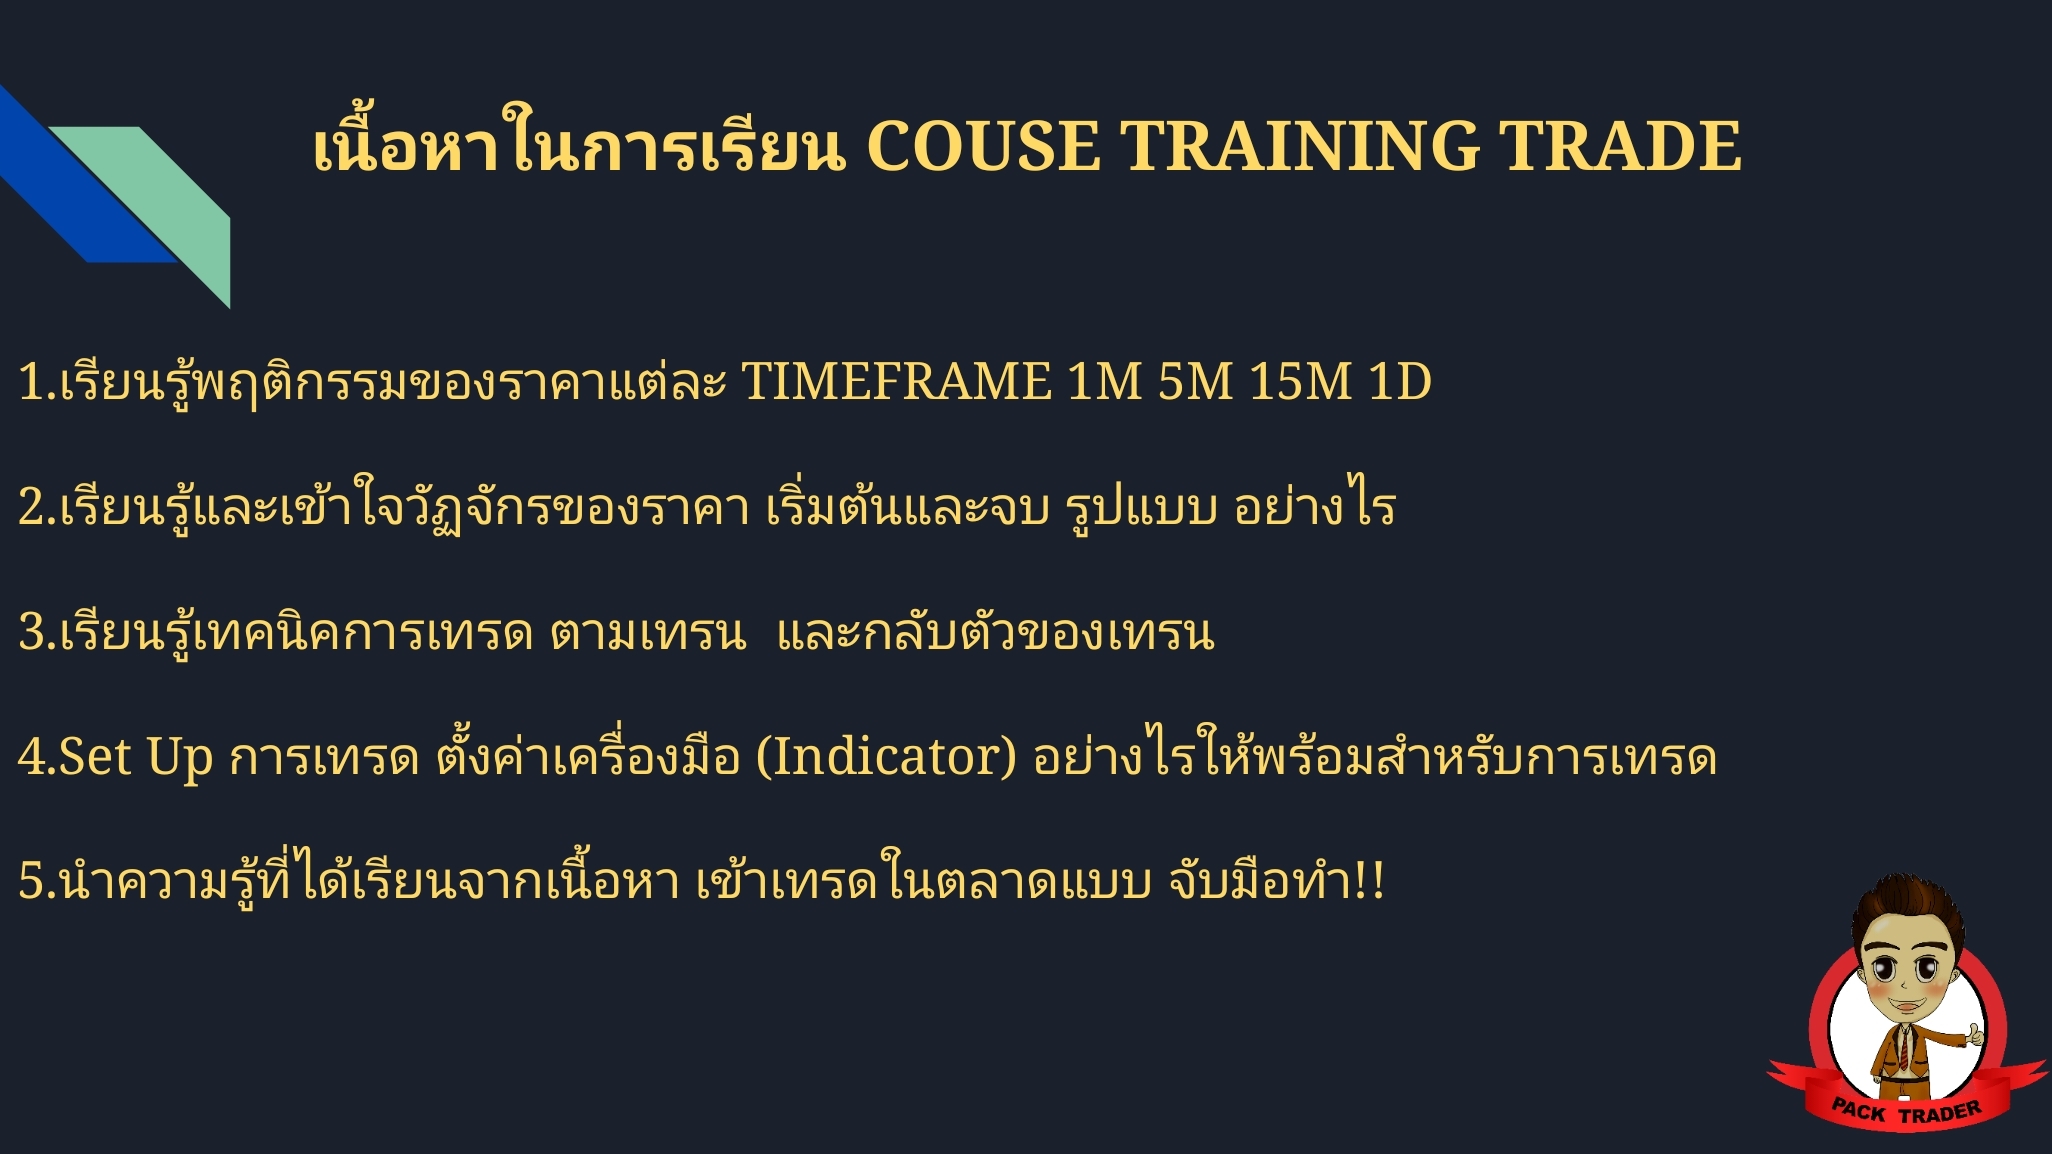 เนื้อหาในการเรียน COUSE TRAINING TRADE
1.เรียนรู้พฤติกรรมของราคาแต่ละ TIMEFRAME 1M 5M 15M 1D
2.เรียนรู้และเข้าใจวัฏจักรของราคา เริ่มต้นและจบ รูปแบบ อย่างไร
3.เรียนรู้เทคนิคการเทรด ตามเทรน  และกลับตัวของเทรน
4.Set Up การเทรด ตั้งค่าเครื่องมือ (Indicator) อย่างไรให้พร้อมสำหรับการเทรด
5.นำความรู้ที่ได้เรียนจากเนื้อหา เข้าเทรดในตลาดแบบ จับมือทำ!!
PACK TRADER